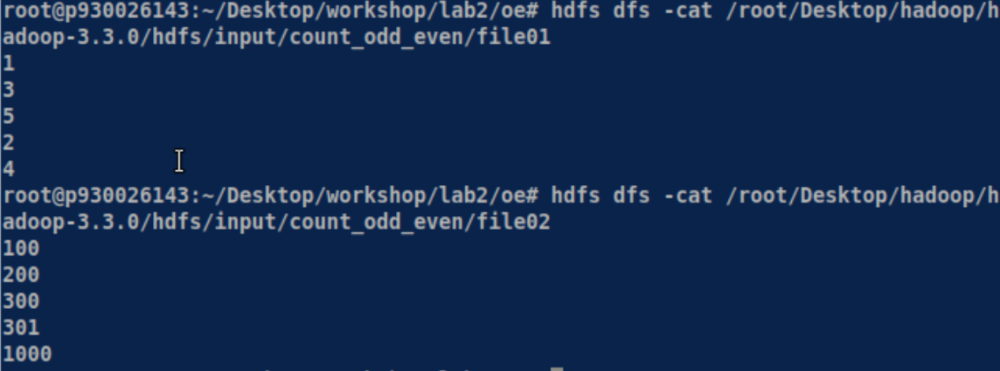 root@p930026143:~/Desktop/workshop/lab2/oe# hdfs dfs -cat /root/Desktop/hadoop/h
adoop-3.3.0/hdfs/input/count_odd_even/file01
1
3
5
2
4
root@p930026143:~/Desktop/workshop/lab2/oe# hdfs dfs -cat /root/Desktop/hadoop/h
adoop-3.3.0/hdfs/input/count_odd_even/file02
100
200
300
301
1000